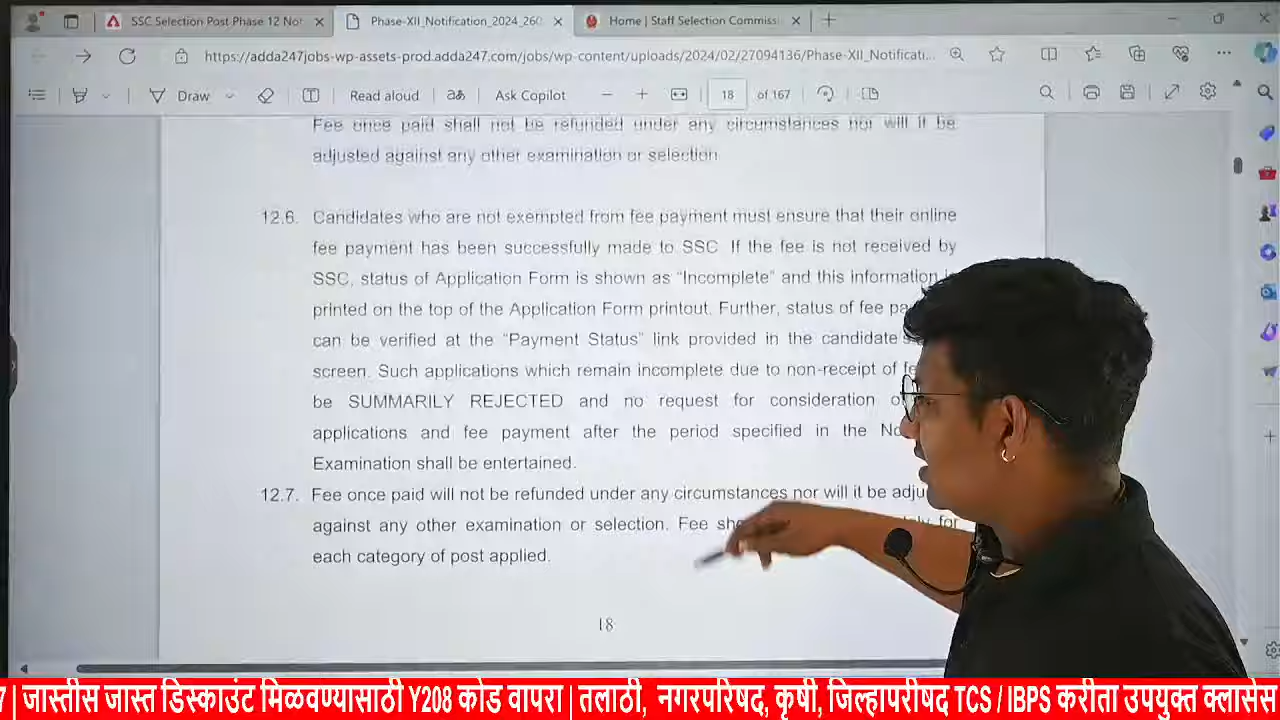 SSC Selection Post Phase 12 Not
Phase-XII_Notification_2024_260
Home | Staff Selection Commissi
https://adda247jobs-wp-assets-prod.adda247.com/jobs/wp-content/uploads/2024/02/27094136/Phase-XII_Notificati...
Draw
Read aloud
Ask Copilot
18 of 167
Fee once paid shall not be refunded under any circumstances nor will it be
adjusted against any other examination or selection
12.6. Candidates who are not exempted from fee payment must ensure that their online
fee payment has been successfully made to SSC. If the fee is not received by
SSC, status of Application Form is shown as "Incomplete" and this information
printed on the top of the Application Form printout. Further, status of fee pa
can be verified at the "Payment Status" link provided in the candidate
screen. Such applications which remain incomplete due to non-receipt of fe
be SUMMARILY REJECTED and no request for consideration o
applications and fee payment after the period specified in the No
Examination shall be entertained.
12.7. Fee once paid will not be refunded under any circumstances nor will it be adju
against any other examination or selection. Fee sh for
each category of post applied.
18
7 | जास्तीस जास्त डिस्काउंट मिळवण्यासाठी Y208 कोड वापरा | तलाठी, नगरपरिषद, कृषी, जिल्हापरीषद TCS / IBPS करीता उपयुक्त क्लासेस